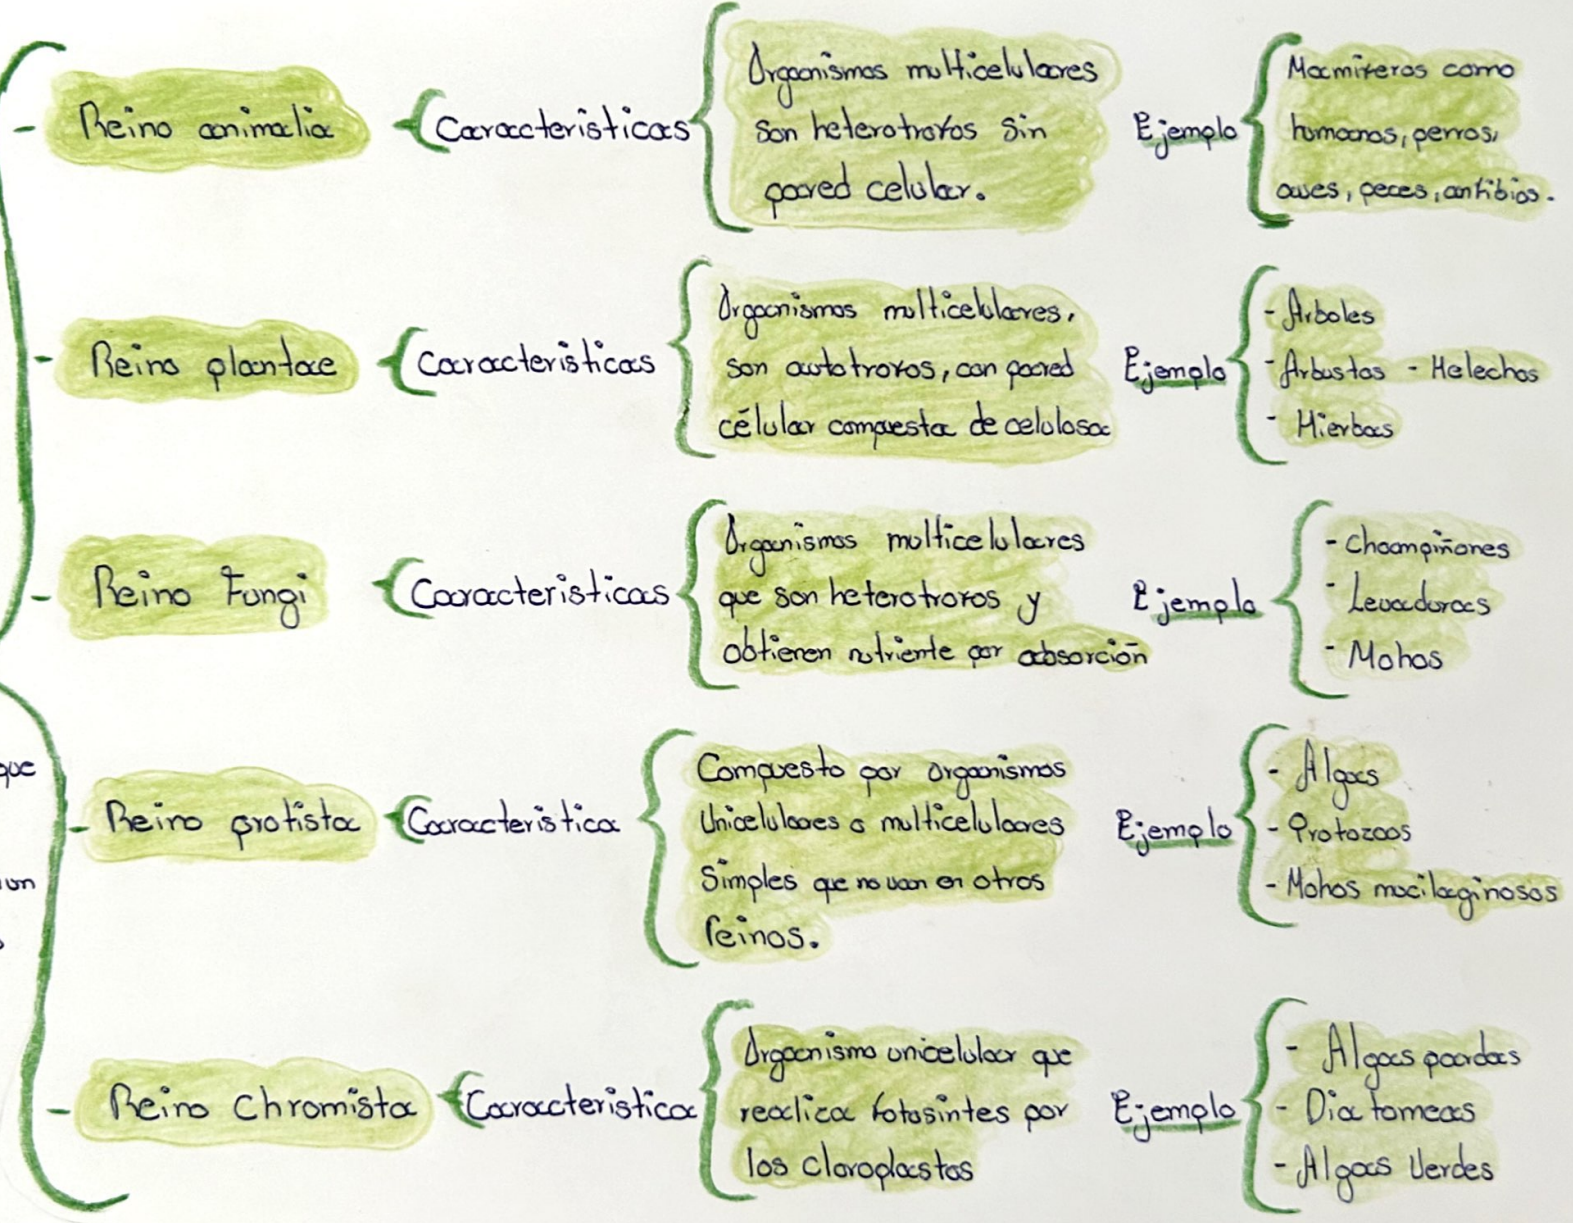 - Reino animalia
Caracteristicas
Organismos multicelulares
son heterotrofos sin
pared celular.
Ejemplo
Mamiferos como
humanos, perros,
aves, peces, anfibios.
- Reino plantae
Caracteristicas
Organismos multicelulares,
son autotrofos, con pared
célular compuesta de celulosa
Ejemplo
- Árboles
- Arbustos - Helechos
- Hierbas
- Reino Fungi
Caracteristicas
Organismos multicelulares
que son heterotrofos y
obtienen nutriente por absorción
Ejemplo
- Champiñones
- Levaduras
- Mohos
que
un
- Reino protista
Caracteristica
Compuesto por organismos
Unicelulares o multicelulares
Simples que no van en otros
reinos.
Ejemplo
- Algas
- Protozoos
- Mohos mucilaginosos
- Reino Chromista
Caracteristica
Organismo unicelular que
realiza fotosintes por
los cloroplastos
Ejemplo
- Algas pardas
- Diatomeas
- Algas Verdes